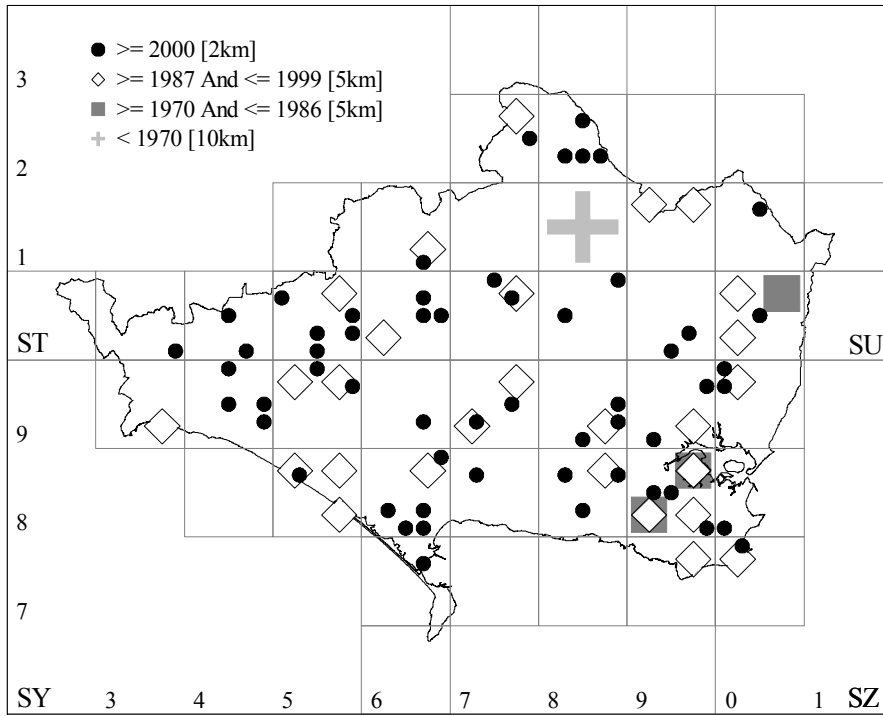 >= 2000 [2km]
>= 1987 And <= 1999 [5km]
>= 1970 And <= 1986 [5km]
< 1970 [10km]
3
2
1
ST SU
9
8
7
SY 3 4 5 6 7 8 9 0 1 SZ